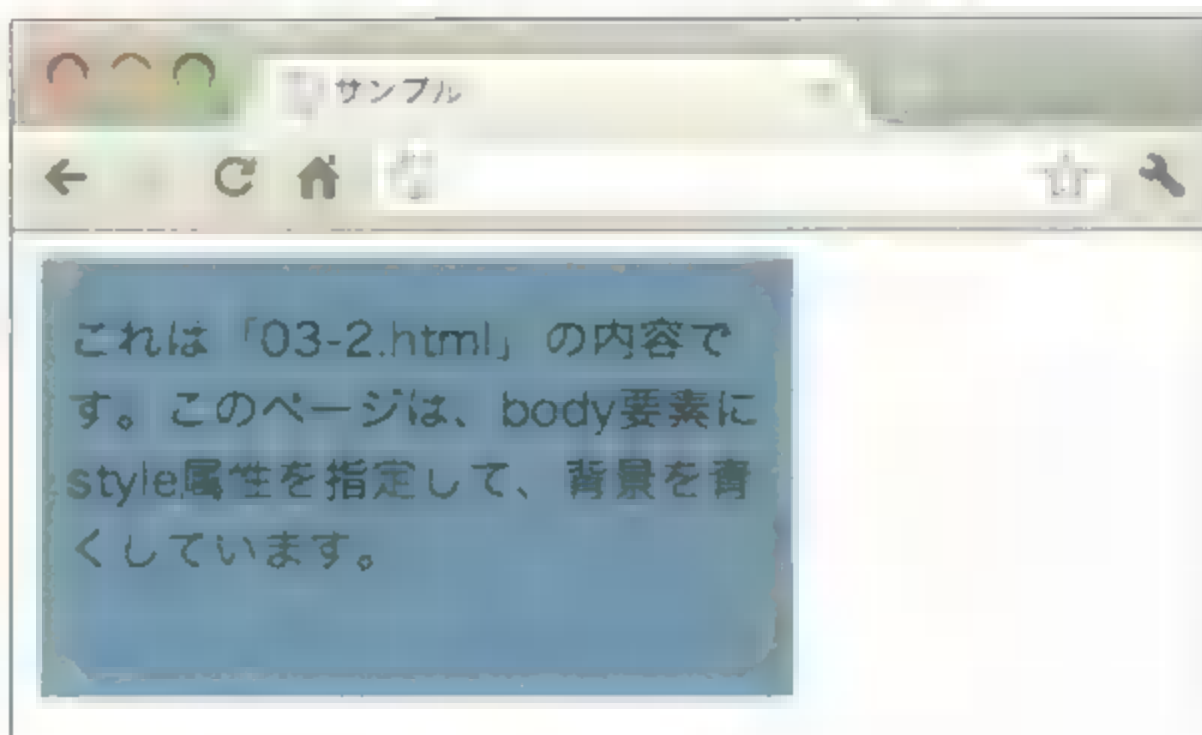 サンプル
これは「03-2.html」の内容で
す。このページは、body要素に
style属性を指定して、背景を青
くしています。